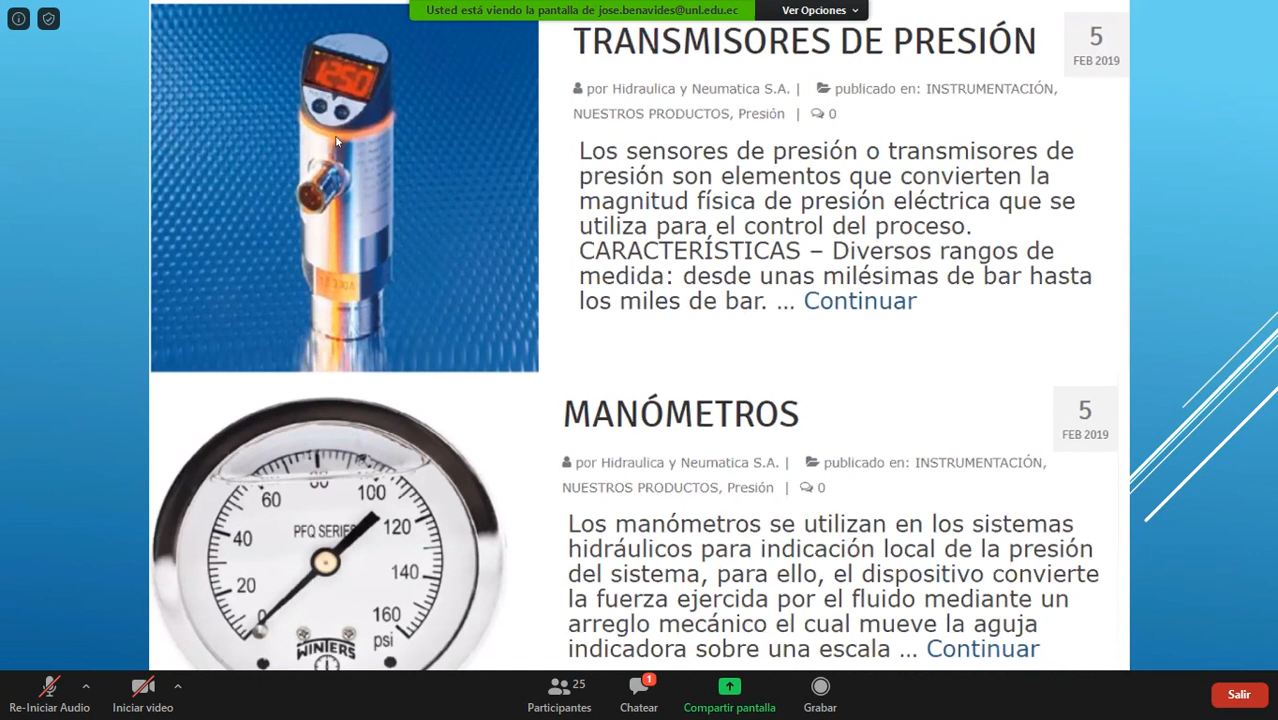 Usted está viendo la pantalla de jose.benavides@unl.edu.ec
Ver Opciones
TRANSMISORES DE PRESIÓN
5
FEB 2019
por Hidraulica y Neumatica S.A. | publicado en: INSTRUMENTACIÓN,
NUESTROS PRODUCTOS, Presión | 0
Los sensores de presión o transmisores de
presión son elementos que convierten la
magnitud física de presión eléctrica que se
utiliza para el control del proceso.
CARACTERÍSTICAS – Diversos rangos de
medida: desde unas milésimas de bar hasta
los miles de bar. … Continuar
1250
MANÓMETROS
5
FEB 2019
por Hidraulica y Neumatica S.A. | publicado en: INSTRUMENTACIÓN,
NUESTROS PRODUCTOS, Presión | 0
Los manómetros se utilizan en los sistemas
hidráulicos para indicación local de la presión
del sistema, para ello, el dispositivo convierte
la fuerza ejercida por el fluido mediante un
arreglo mecánico el cual mueve la aguja
indicadora sobre una escala … Continuar
0
20
40
60
80
100
120
140
160
PFQ SERIES
psi
WINTERS
Re-Iniciar Audio
Iniciar video
25
Participantes
1
Chatear
Compartir pantalla
Grabar
Salir